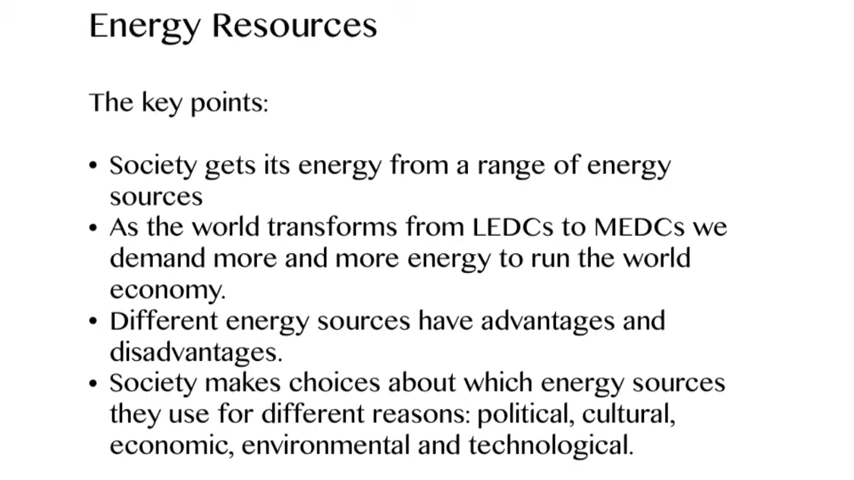 Energy Resources
The key points:
• Society gets its energy from a range of energy
sources
• As the world transforms from LEDCs to MEDCs we
demand more and more energy to run the world
economy.
• Different energy sources have advantages and
disadvantages.
• Society makes choices about which energy sources
they use for different reasons: political, cultural,
economic, environmental and technological.